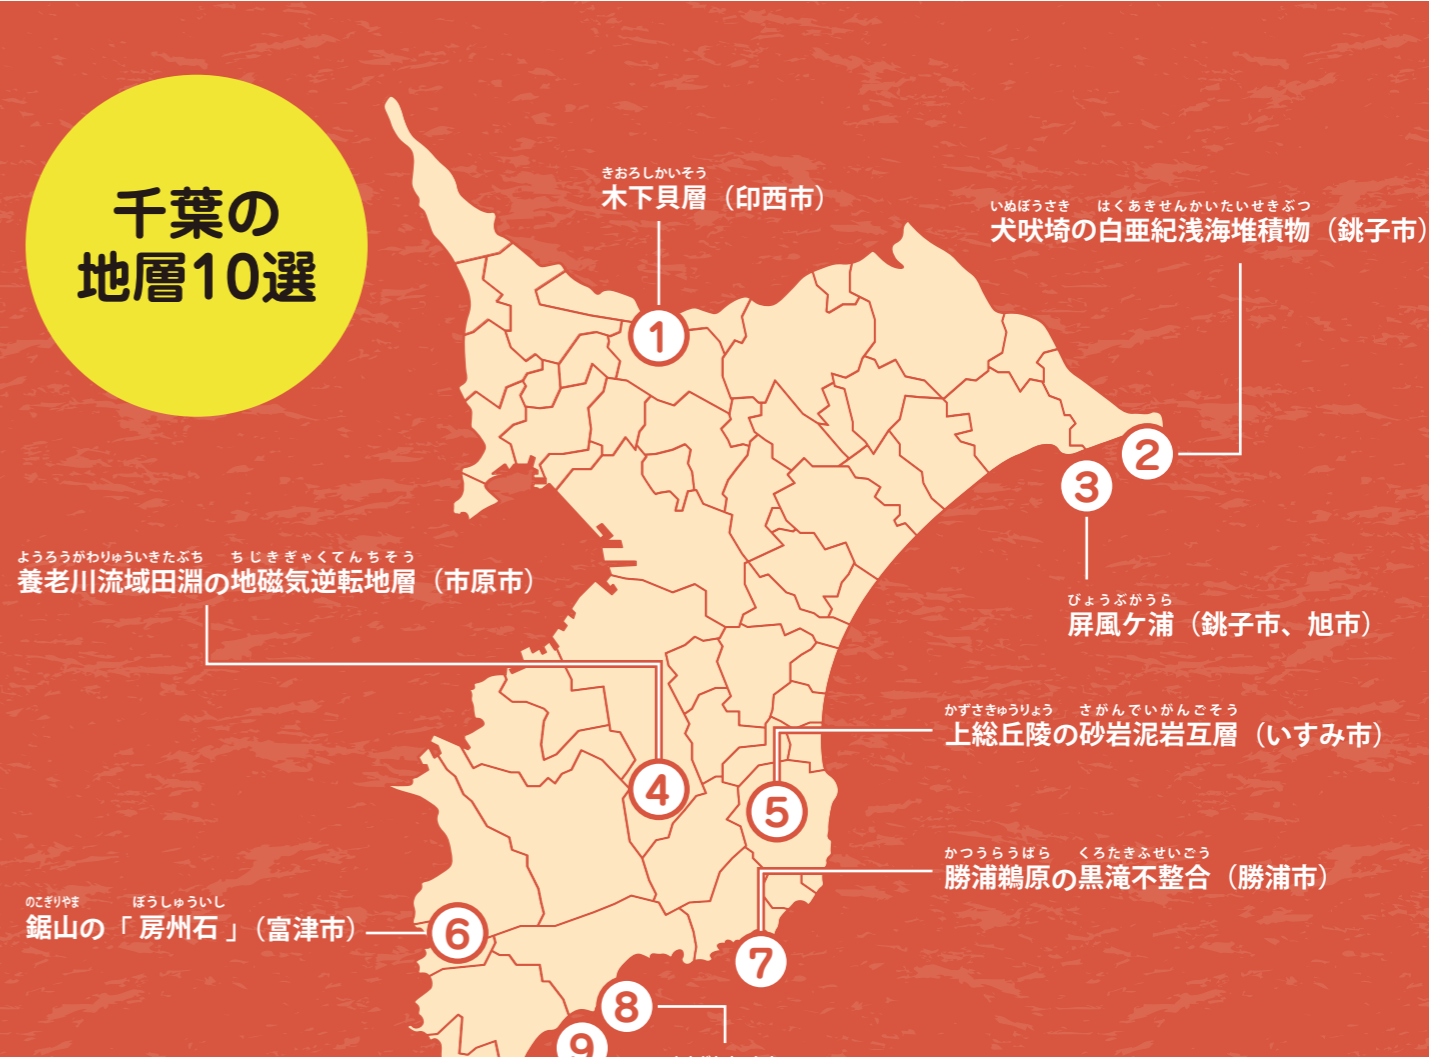 千葉の
地層10選
きおろしかいそう
木下貝層（印西市）
いぬぼうさき はくあきせんかいたいせきぶつ
犬吠埼の白亜紀浅海堆積物（銚子市）
1
2
3
びょうぶがうら
屏風ケ浦（銚子市、旭市）
ようろうがわりゅういきたぶち ちじきぎゃくてんちそう
養老川流域田淵の地磁気逆転地層（市原市）
4
かずさきゅうりょう さがんでいがんごそう
上総丘陵の砂岩泥岩互層（いすみ市）
5
かつうらうばら くろたきふせいごう
勝浦鵜原の黒滝不整合（勝浦市）
のこぎりやま ぼうしゅういし
鋸山の「房州石」（富津市）
6
7
8
9